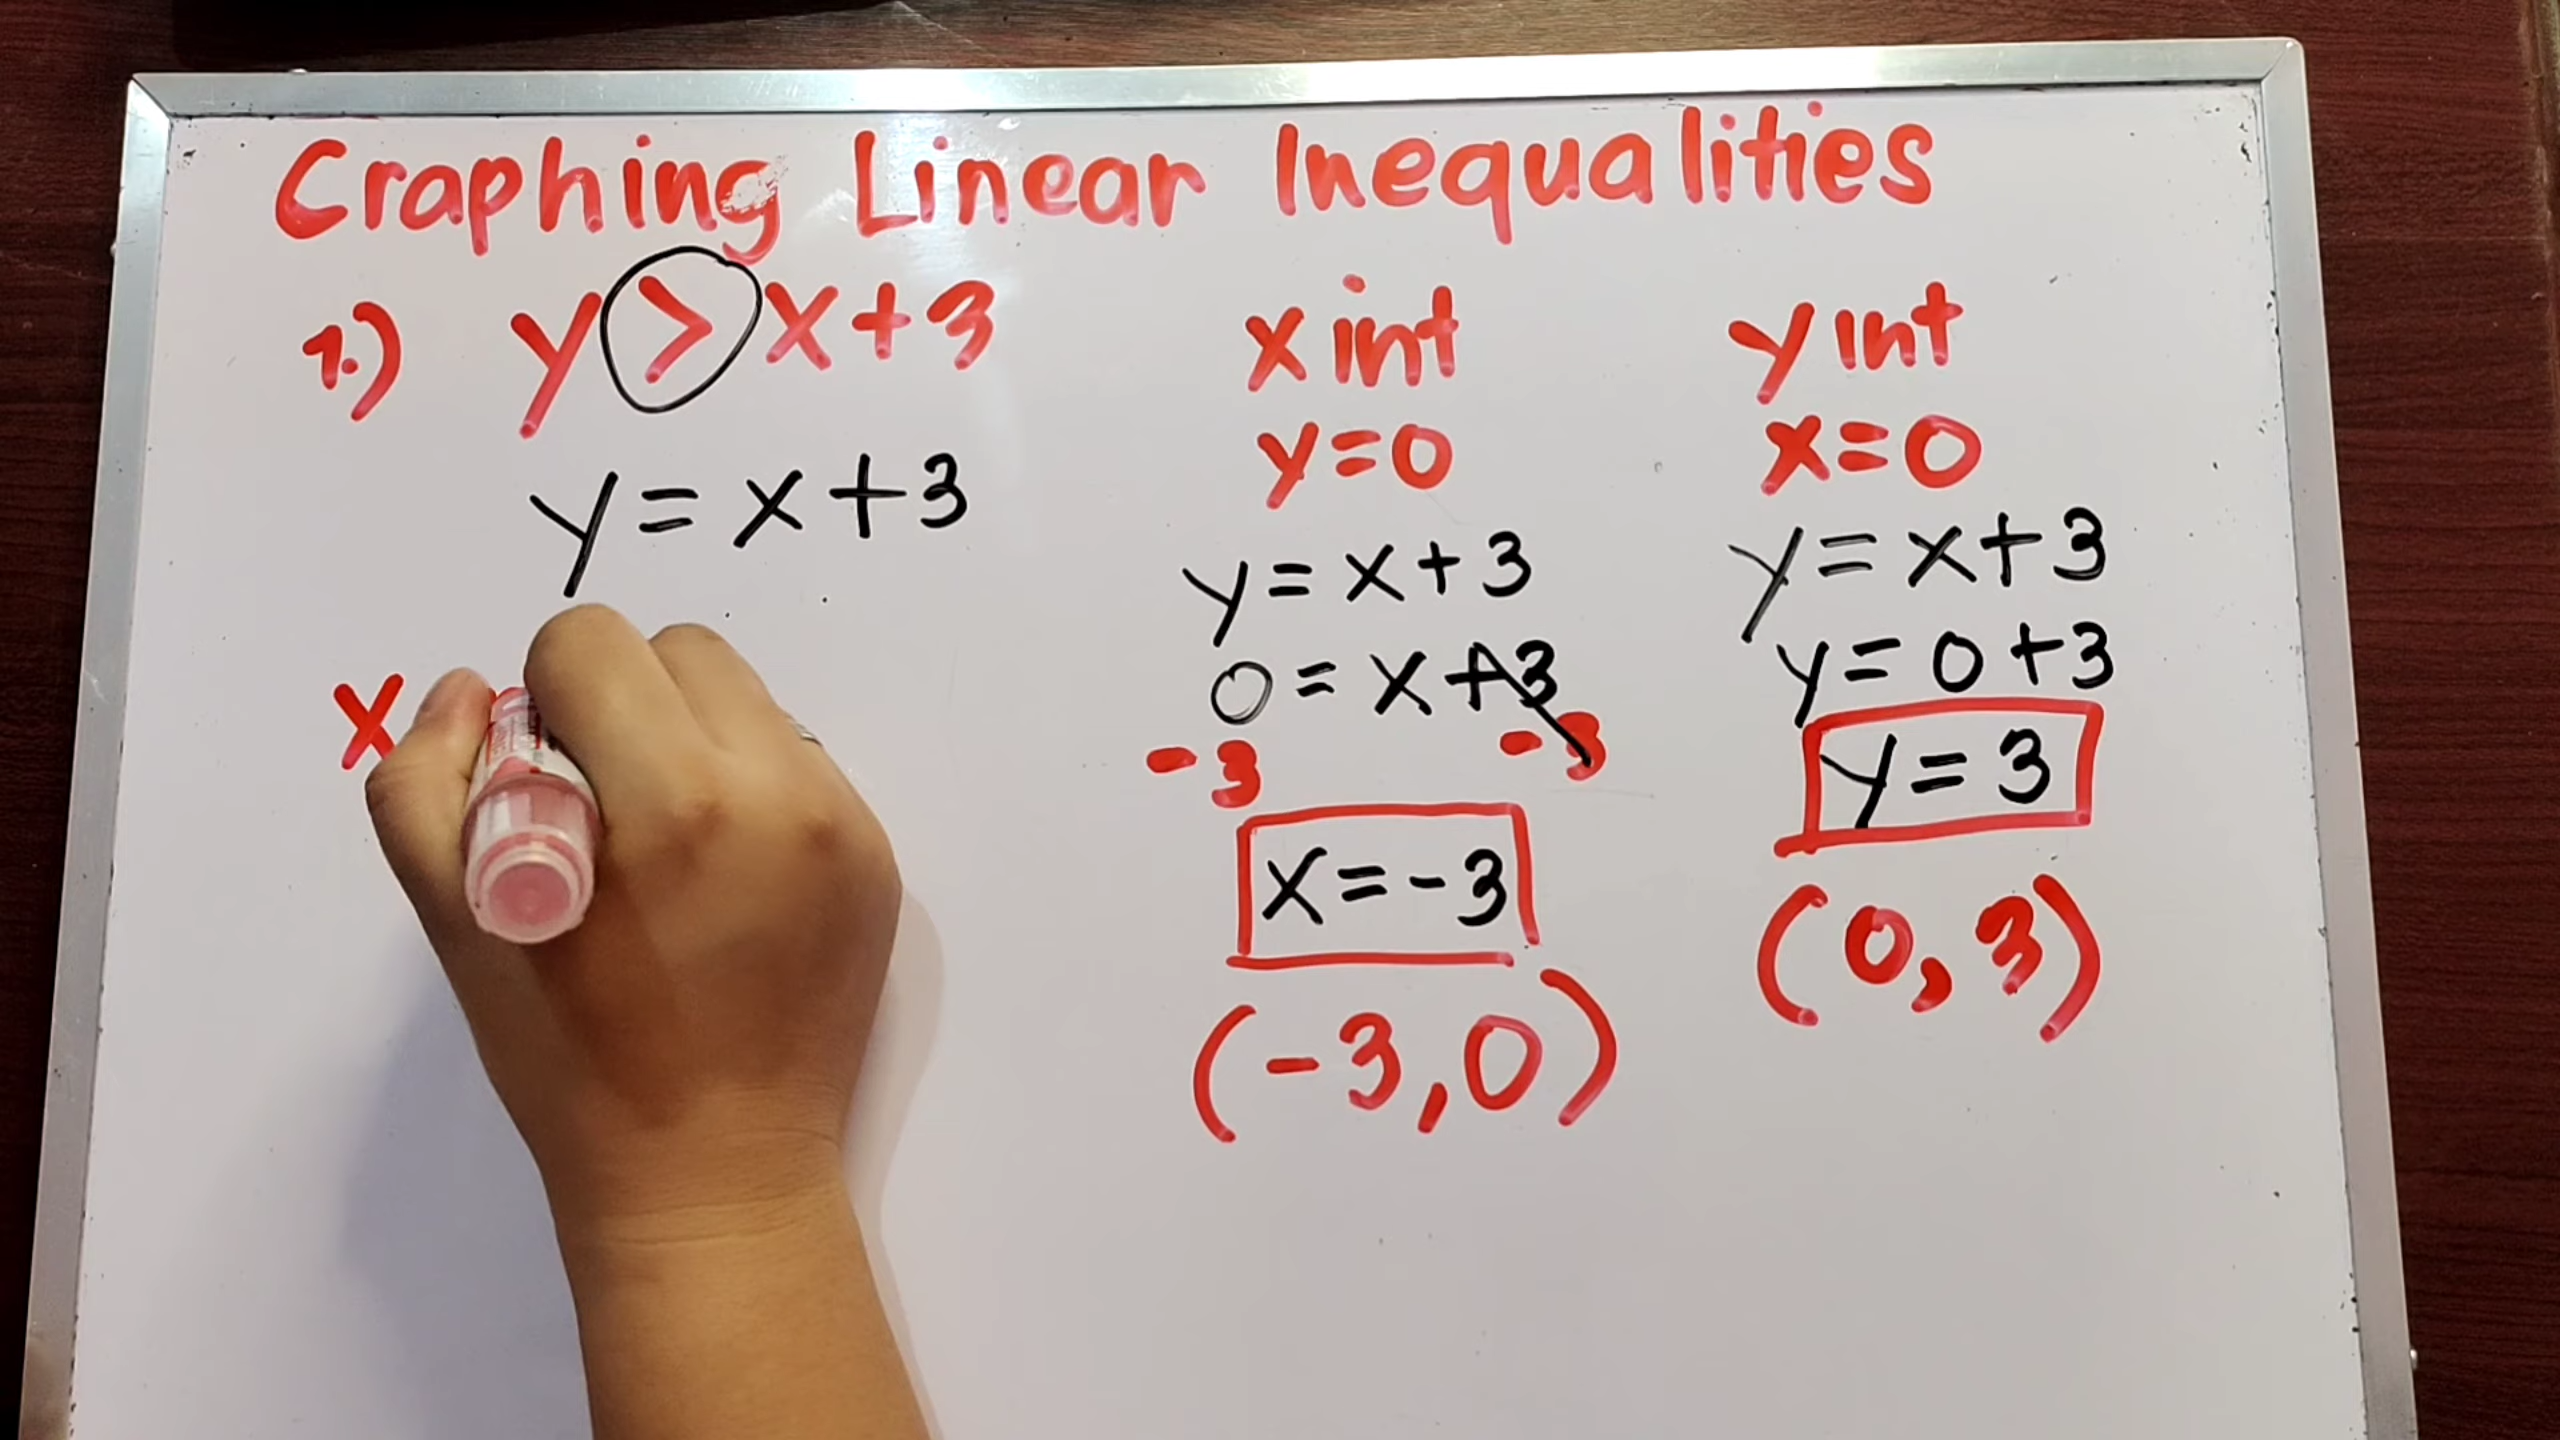 Graphing Linear Inequalities
1.) y > x+3
y = x+3
x
x int
y=0
y = x+3
0 = x+3
-3 -3
x = -3
(-3,0)
y int
x=0
y = x+3
y = 0+3
y = 3
(0,3)